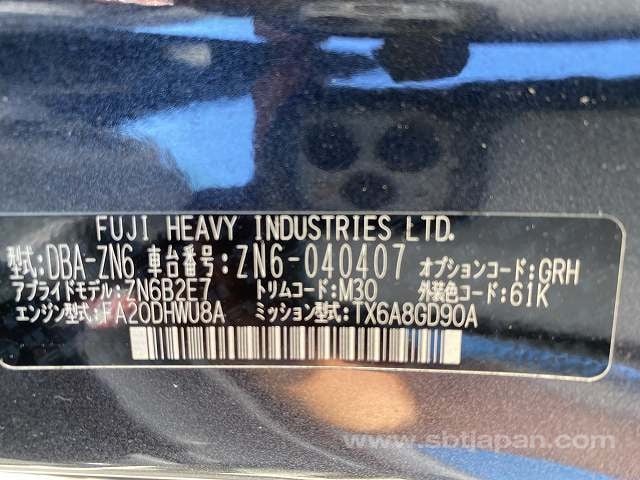 FUJI HEAVY INDUSTRIES LTD.
型式:DBA-ZN6 車台番号:ZN6-040407 オプションコード:GRH
アプライドモデル:ZN6B2E7 トリムコード:M30 外装色コード:61K
エンジン型式:FA20DHWU8A ミッション型式:TX6A8GD90A
www.sbtjapan.com